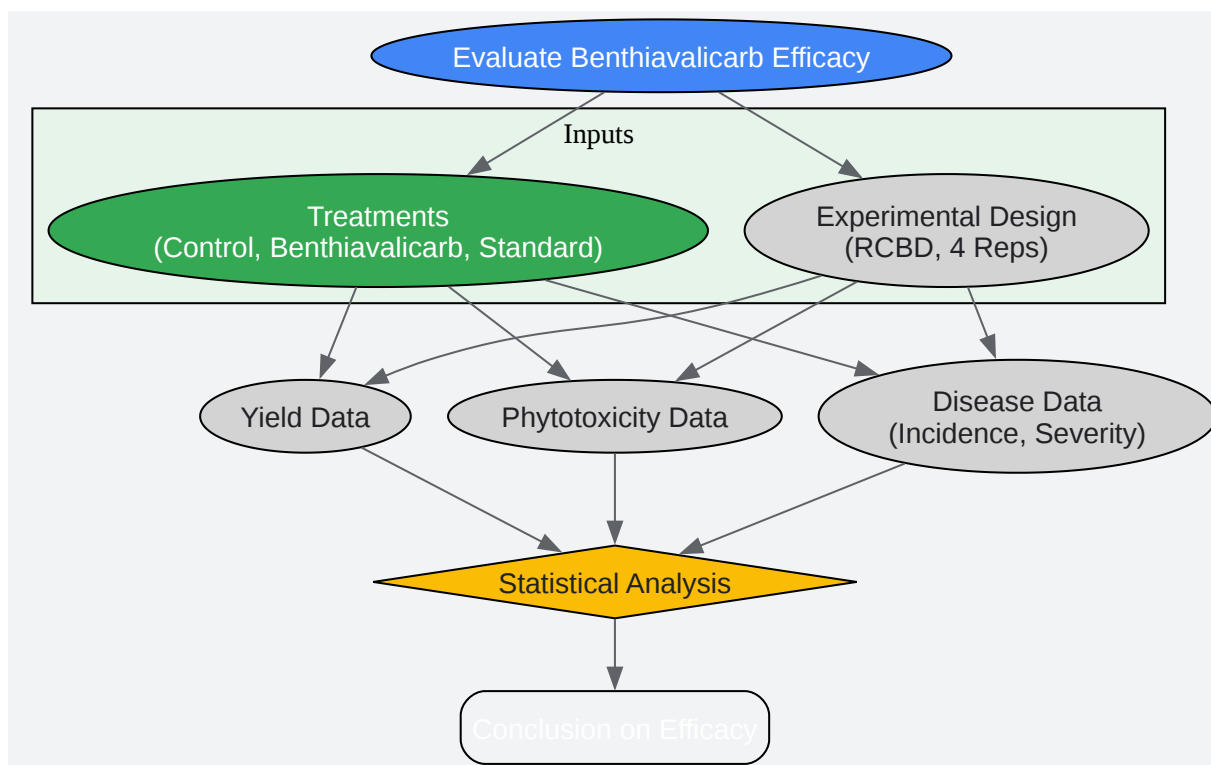 Evaluate Benthiavalicarb Efficacy
Inputs
Treatments
(Control, Benthiavalicarb, Standard)
Experimental Design
(RCBD, 4 Reps)
Yield Data
Phytotoxicity Data
Disease Data
(Incidence, Severity)
Statistical Analysis
Conclusion on Efficacy